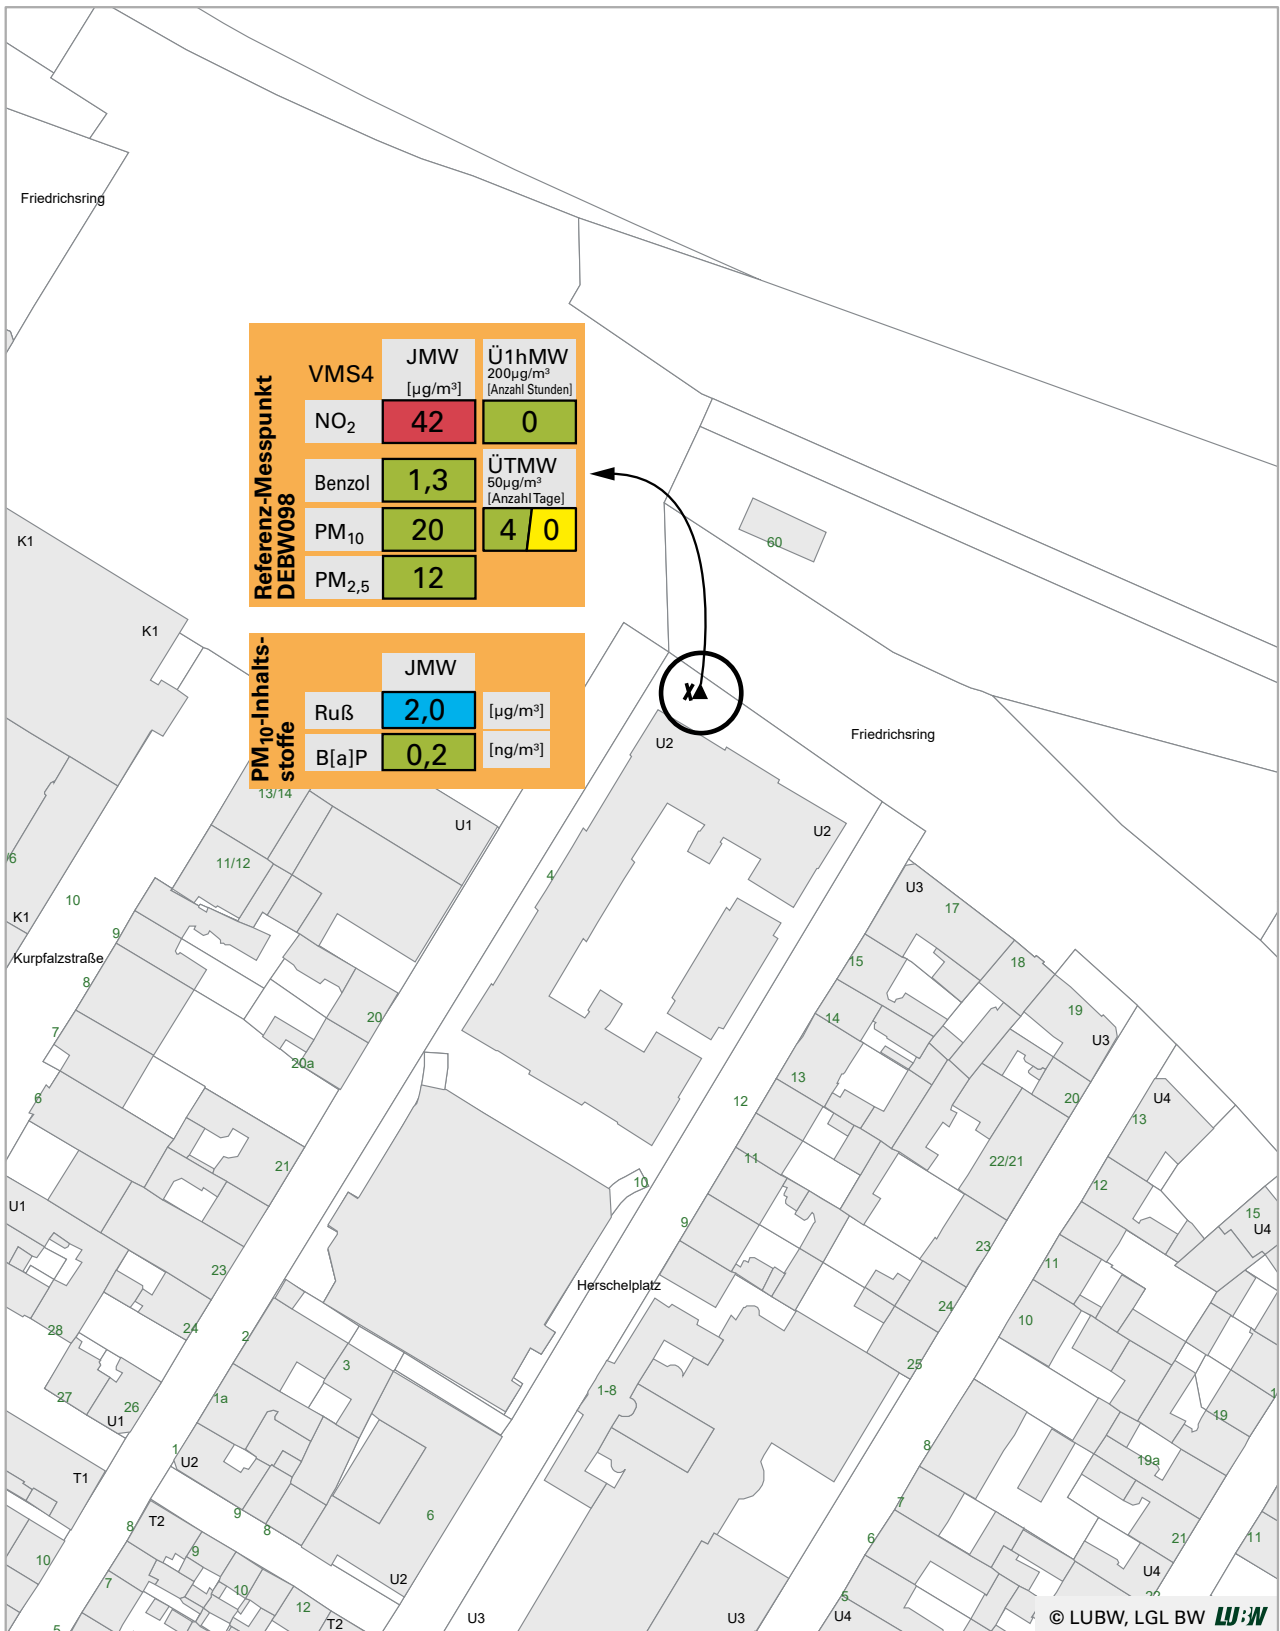 Friedrichsring
Referenz-Messpunkt
DEBW098
VMS4
JMW
[µg/m³]
Ü1hMW
200µg/m³
[Anzahl Stunden]
NO₂
42
0
Benzol
1,3
ÜTMW
50µg/m³
[Anzahl Tage]
PM₁₀
20
4
0
PM₂,₅
12
PM₁₀-Inhalts-
stoffe
JMW
Ruß
2,0
[µg/m³]
B[a]P
0,2
[ng/m³]
K1
60
K1
U2
Friedrichsring
13/14
U1
U2
/6
11/12
4
10
U3
17
K1
9
Kurpfalzstraße
15
18
8
20
14
19
7
U3
20a
13
6
12
20
U4
13
21
11
22/21
10
12
U1
9
15
U4
23
23
11
Herschelplatz
28
24
2
24
10
3
25
27
1a
1-8
26
U1
19
1
U2
8
19a
T1
7
8
T2
9
8
6
6
21
11
10
9
U2
U4
7
10
5
12
T2
U3
U3
U4
22
5
© LUBW, LGL BW
LUBW